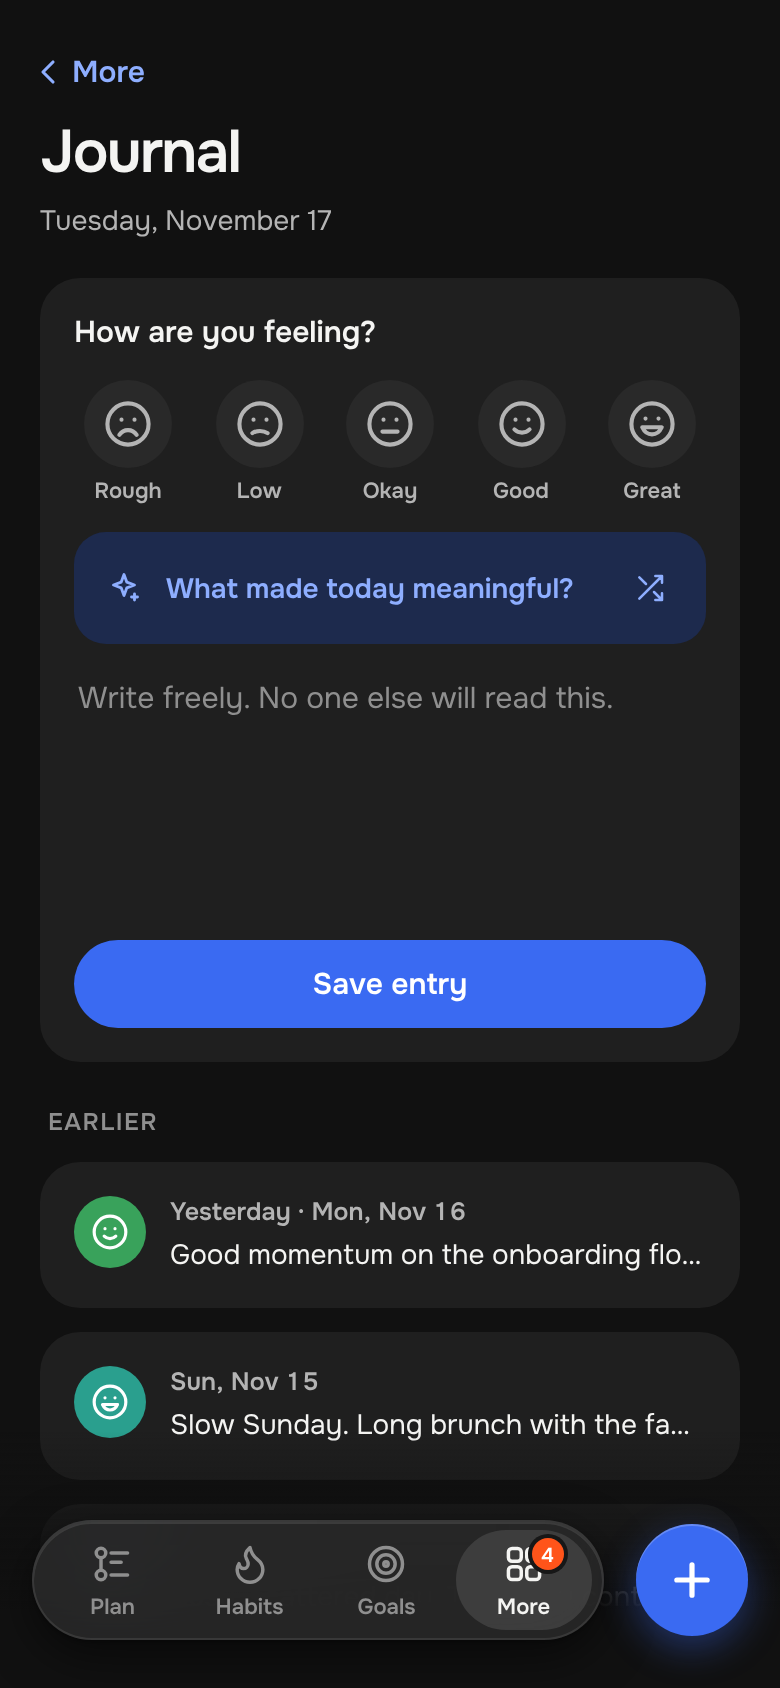 More
Journal
Tuesday, November 17
How are you feeling?
Rough
Low
Okay
Good
Great
What made today meaningful?
Write freely. No one else will read this.
Save entry
EARLIER
Yesterday · Mon, Nov 16
Good momentum on the onboarding flo...
Sun, Nov 15
Slow Sunday. Long brunch with the fa...
Plan
Habits
Goals
4
More